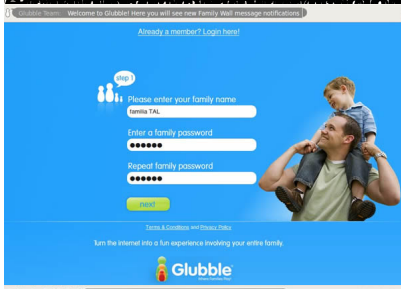 Glubble Team: Welcome to Glubble! Here you will see new Family Wall message notifications
Already a member? Login here!
step 1
Please enter your family name
familia TAL
Enter a family password
●●●●●●
Repeat family password
●●●●●●
next
Terms & Conditions and Privacy Policy
Turn the internet into a fun experience involving your entire family.
Glubble